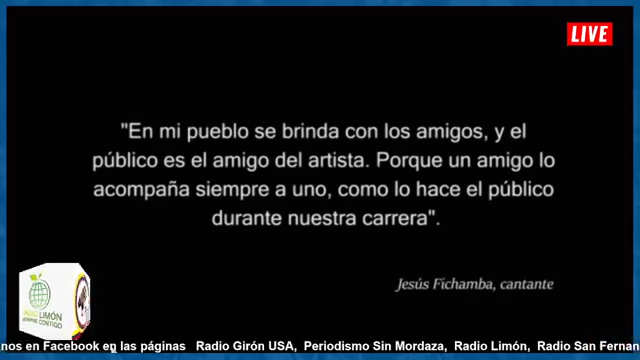 LIVE
"En mi pueblo se brinda con los amigos, y el
público es el amigo del artista. Porque un amigo lo
acompaña siempre a uno, como lo hace el público
durante nuestra carrera".
Jesús Fichamba, cantante
RADIO LIMÓN
SIEMPRE CONTIGO
anos en Facebook en las páginas Radio Girón USA, Periodismo Sin Mordaza, Radio Limón, Radio San Fernan